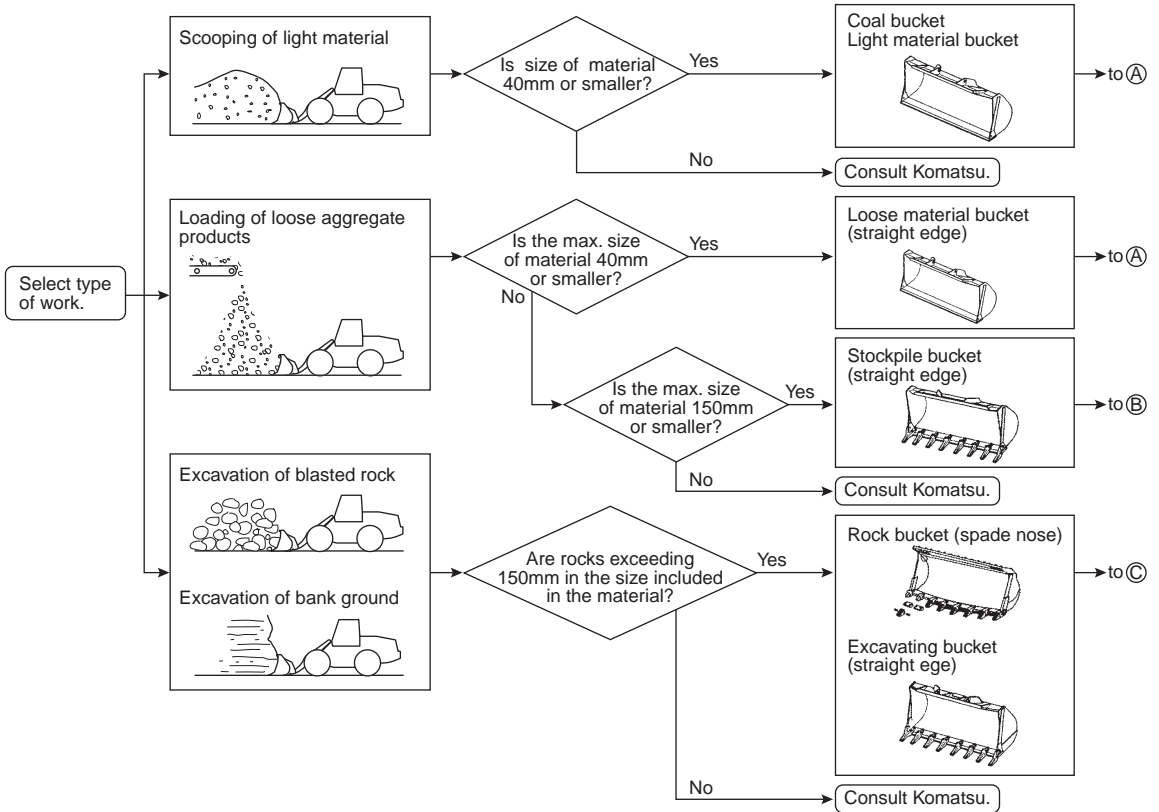 Select type
of work.
Scooping of light material
Is size of material
40mm or smaller?
Yes
No
Coal bucket
Light material bucket
to A
Consult Komatsu.
Loading of loose aggregate
products
Is the max. size
of material 40mm
or smaller?
Yes
No
Loose material bucket
(straight edge)
to A
Is the max. size
of material 150mm
or smaller?
Yes
No
Stockpile bucket
(straight edge)
to B
Consult Komatsu.
Excavation of blasted rock
Excavation of bank ground
Are rocks exceeding
150mm in the size included
in the material?
Yes
No
Rock bucket (spade nose)
to C
Excavating bucket
(straight ege)
Consult Komatsu.